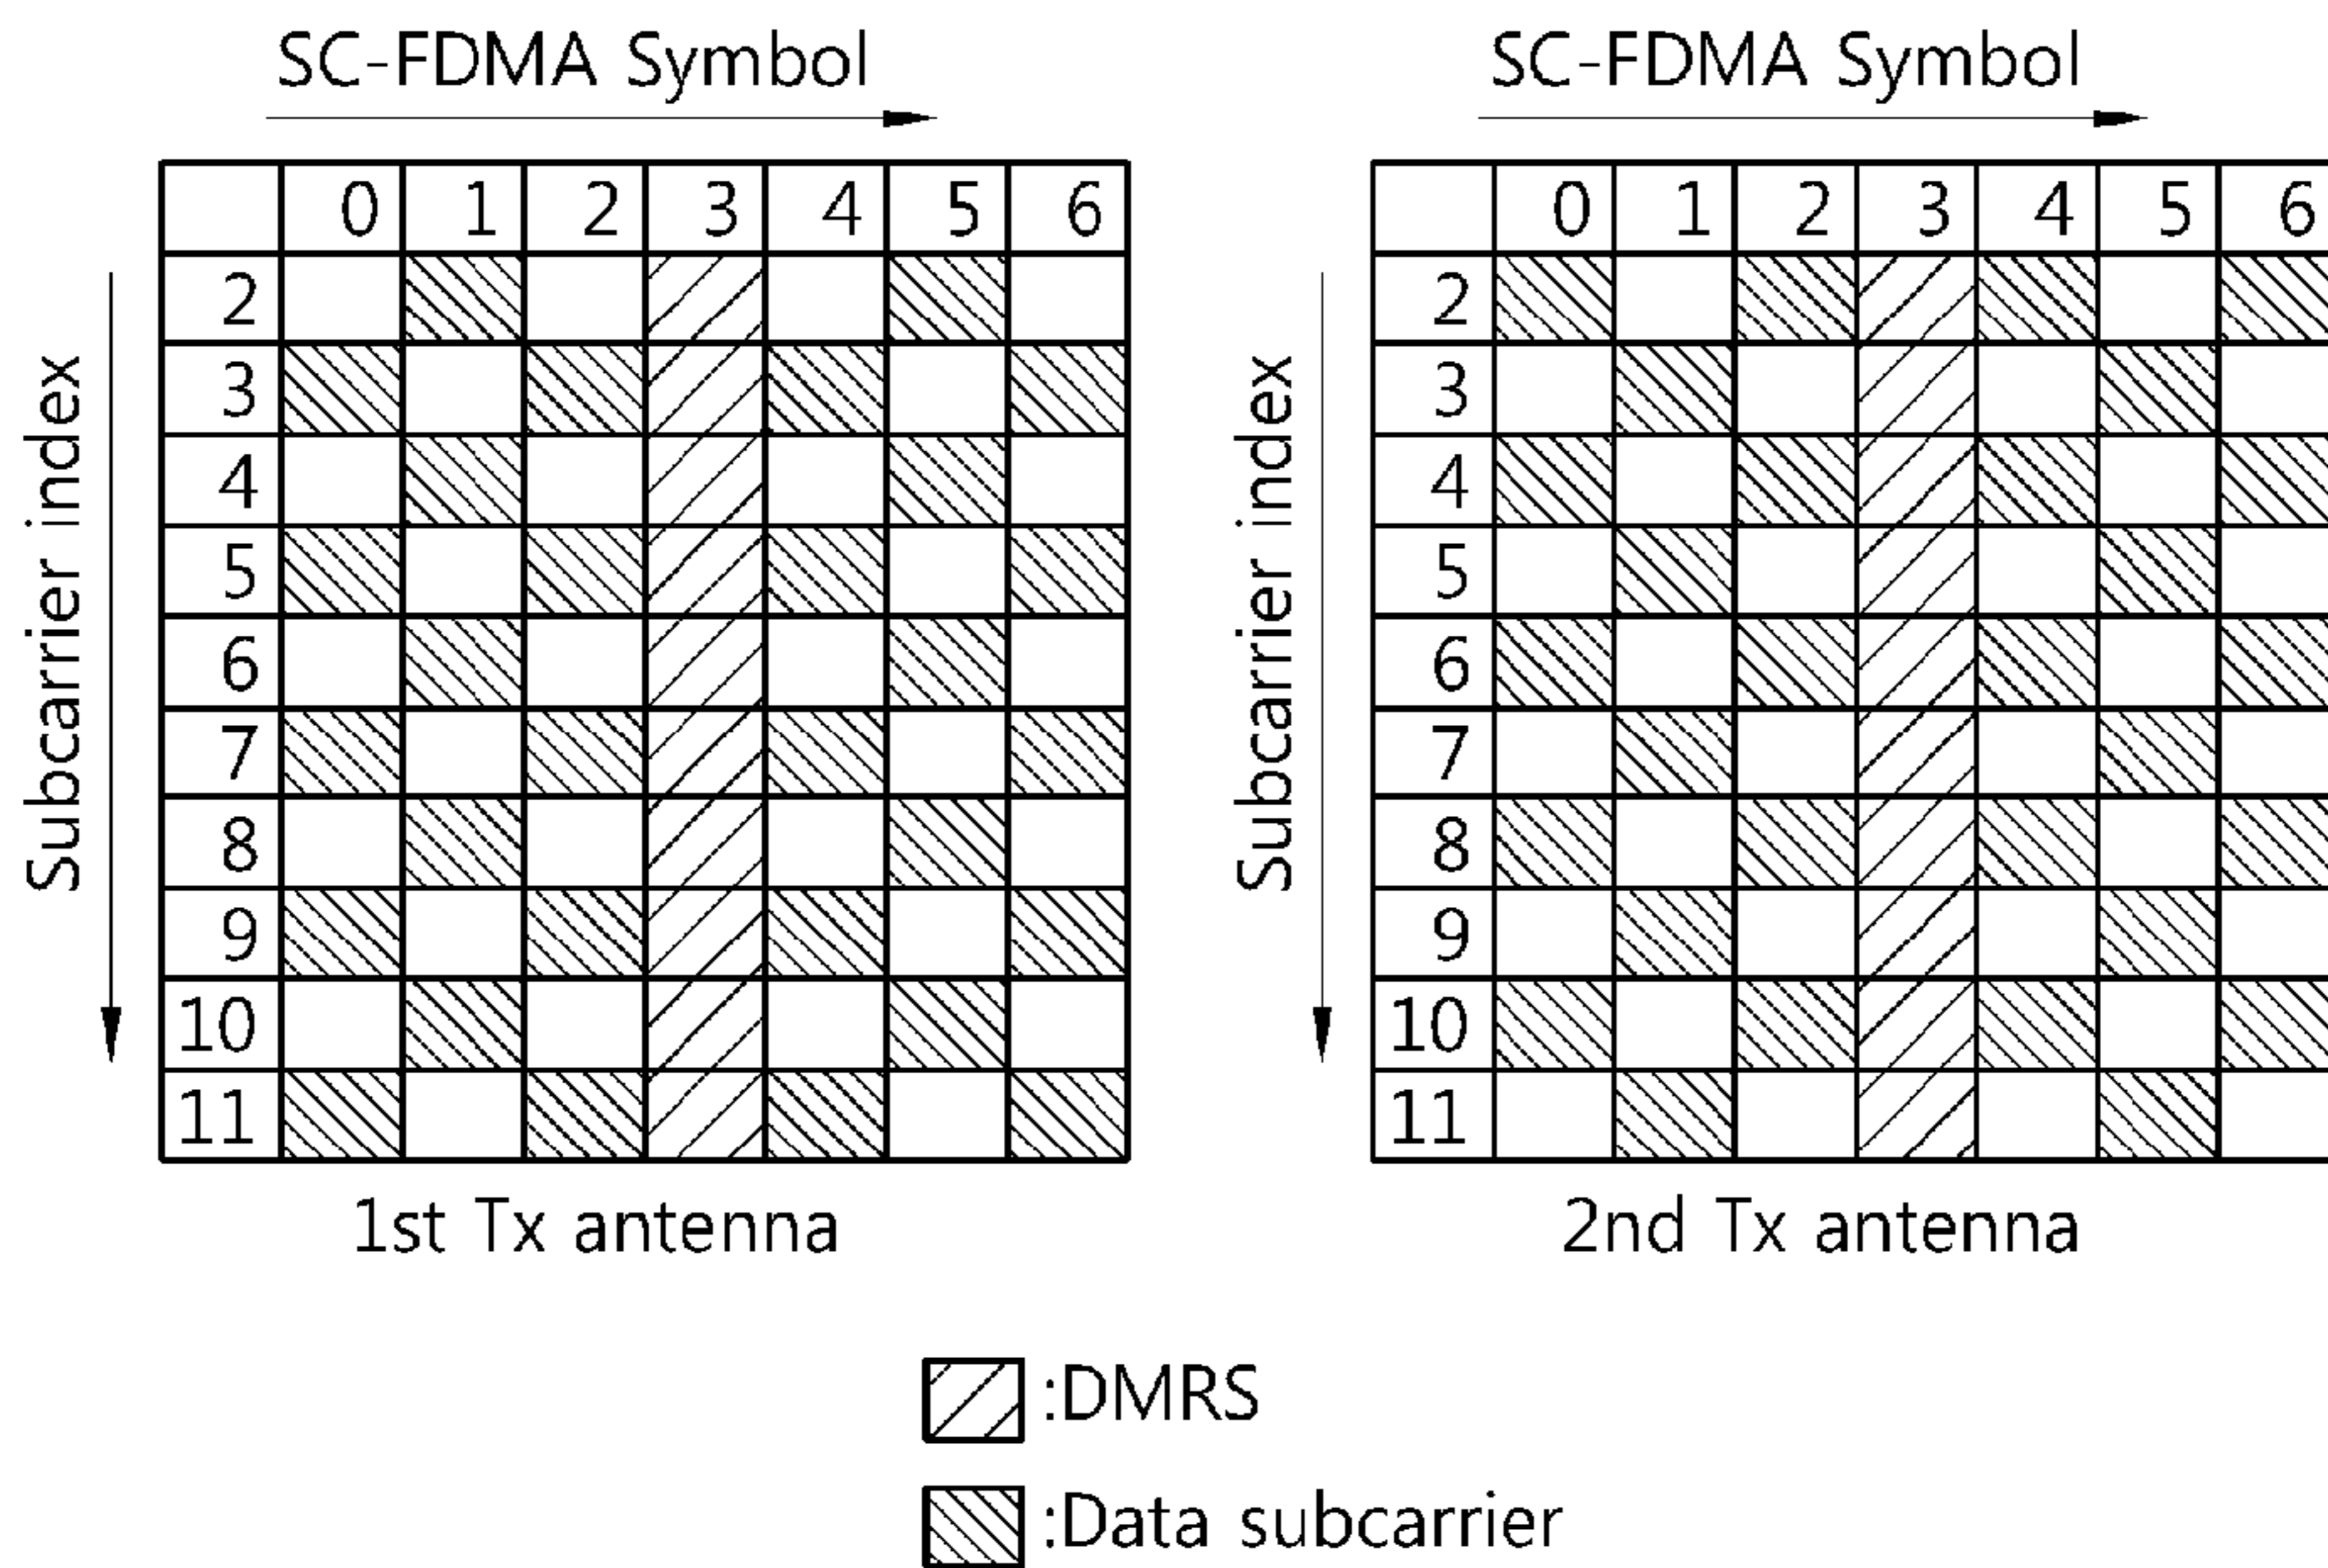 SC-FDMA Symbol SC-FDMA Symbol
0 1 2 3 4 5 6 0 1 2 3 4 5 6
Subcarrier index Subcarrier index
2 2
3 3
4 4
5 5
6 6
7 7
8 8
9 9
10 10
11 11
1st Tx antenna 2nd Tx antenna
:DMRS
:Data subcarrier